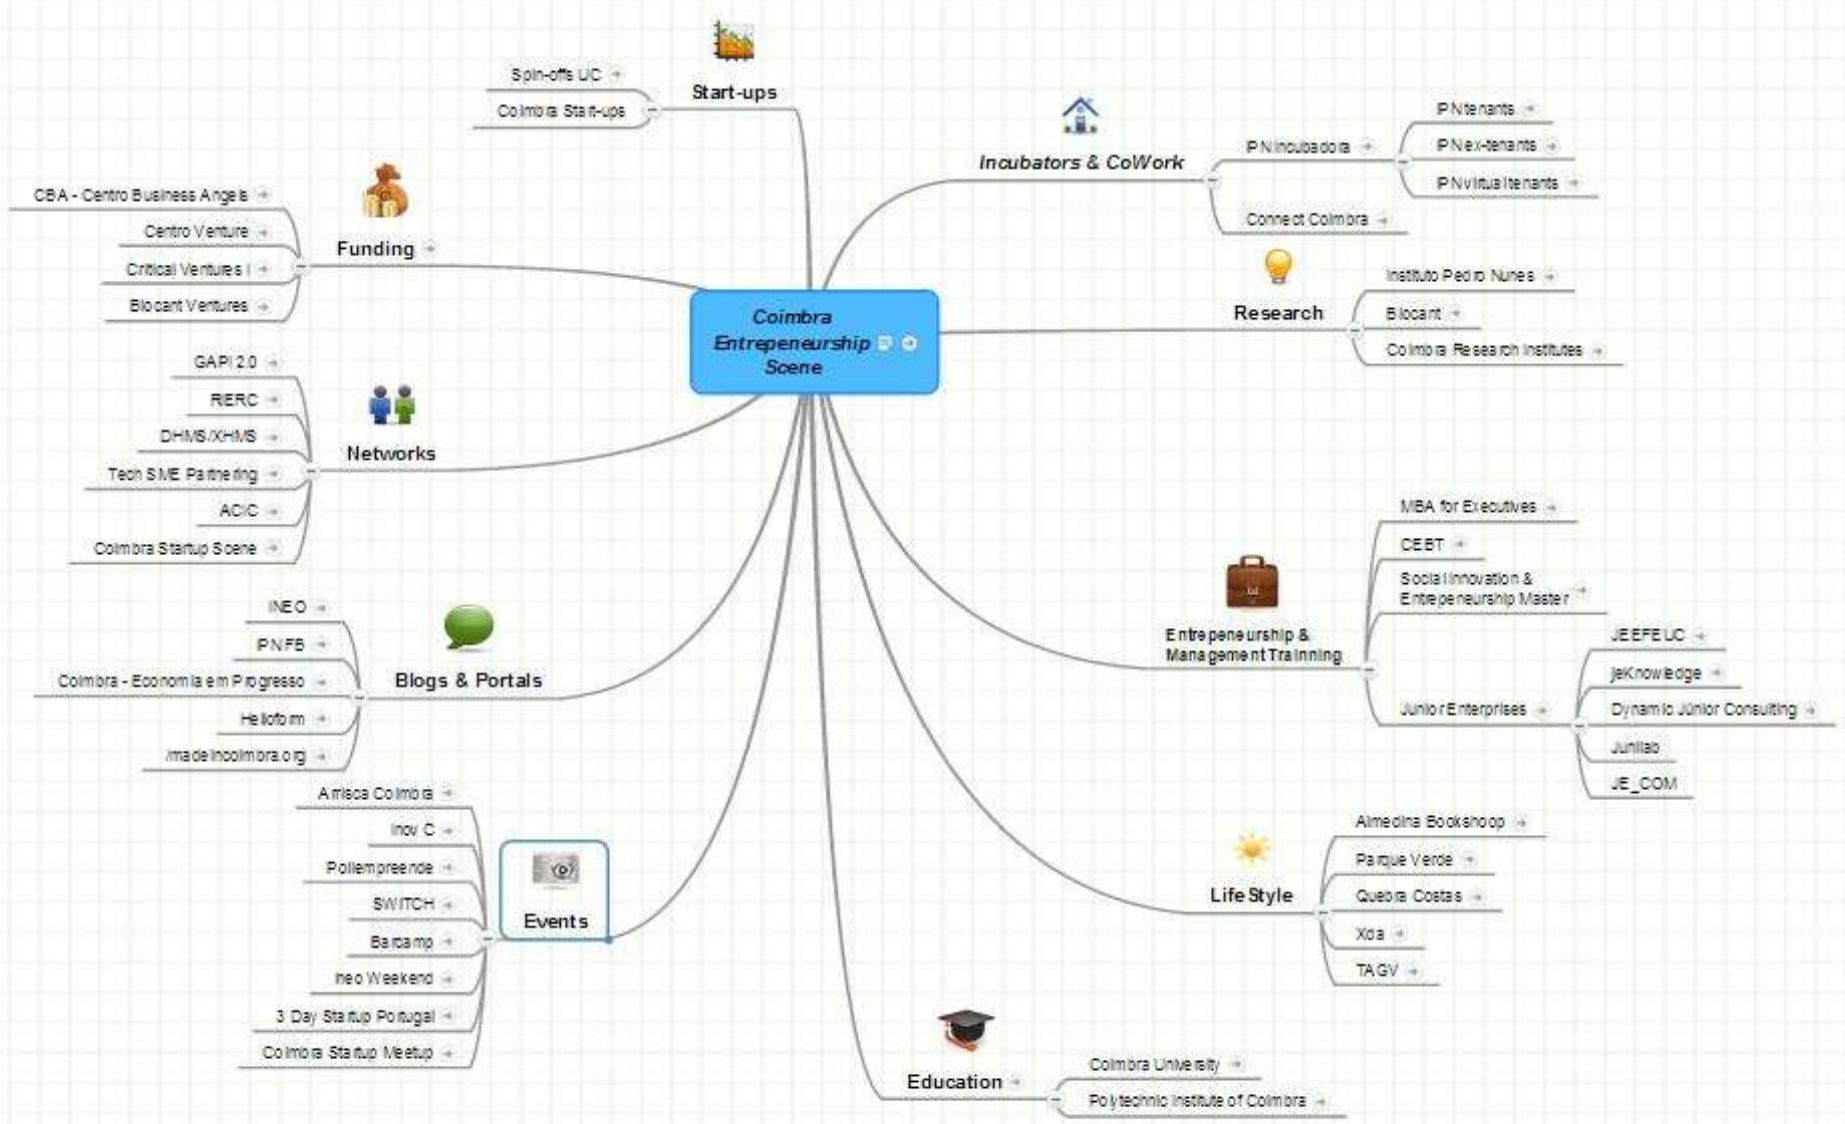 Coimbra
Entrepeneurship
Scene
Start-ups
Spin-offs UC
Coimbra Start-ups
Funding
CBA - Centro Business Angels
Centro Venture
Critical Ventures I
Biocant Ventures
Networks
GAPI 2.0
RIERC
DHMS/XHMS
Tech SME Partnering
ACIC
Coimbra Startup Scene
Blogs & Portals
INEO
IPN FB
Coimbra - Economia em Progresso
Helloform
/madeincoimbra.org
Events
Arrisca Coimbra
Inov C
Poliempreende
SWITCH
Barcamp
Ineo Weekend
3 Day Startup Portugal
Coimbra Startup Meetup
Incubators & CoWork
IPN Incubadora
IPN tenants
IPN ex-tenants
IPN virtual tenants
Connect Coimbra
Research
Instituto Pedro Nunes
Biocant
Coimbra Research Institutes
Entrepeneurship &
Management Trainning
MBA for Executives
CEBT
Social Innovation &
Entrepeneurship Master
Junior Enterprises
JEEFEUC
jeKnowledge
Dynamic Júnior Consulting
Junilab
JE_COM
Life Style
Almedina Bookshoop
Parque Verde
Quebra Costas
Xda
TAGV
Education
Coimbra University
Polytechnic Institute of Coimbra